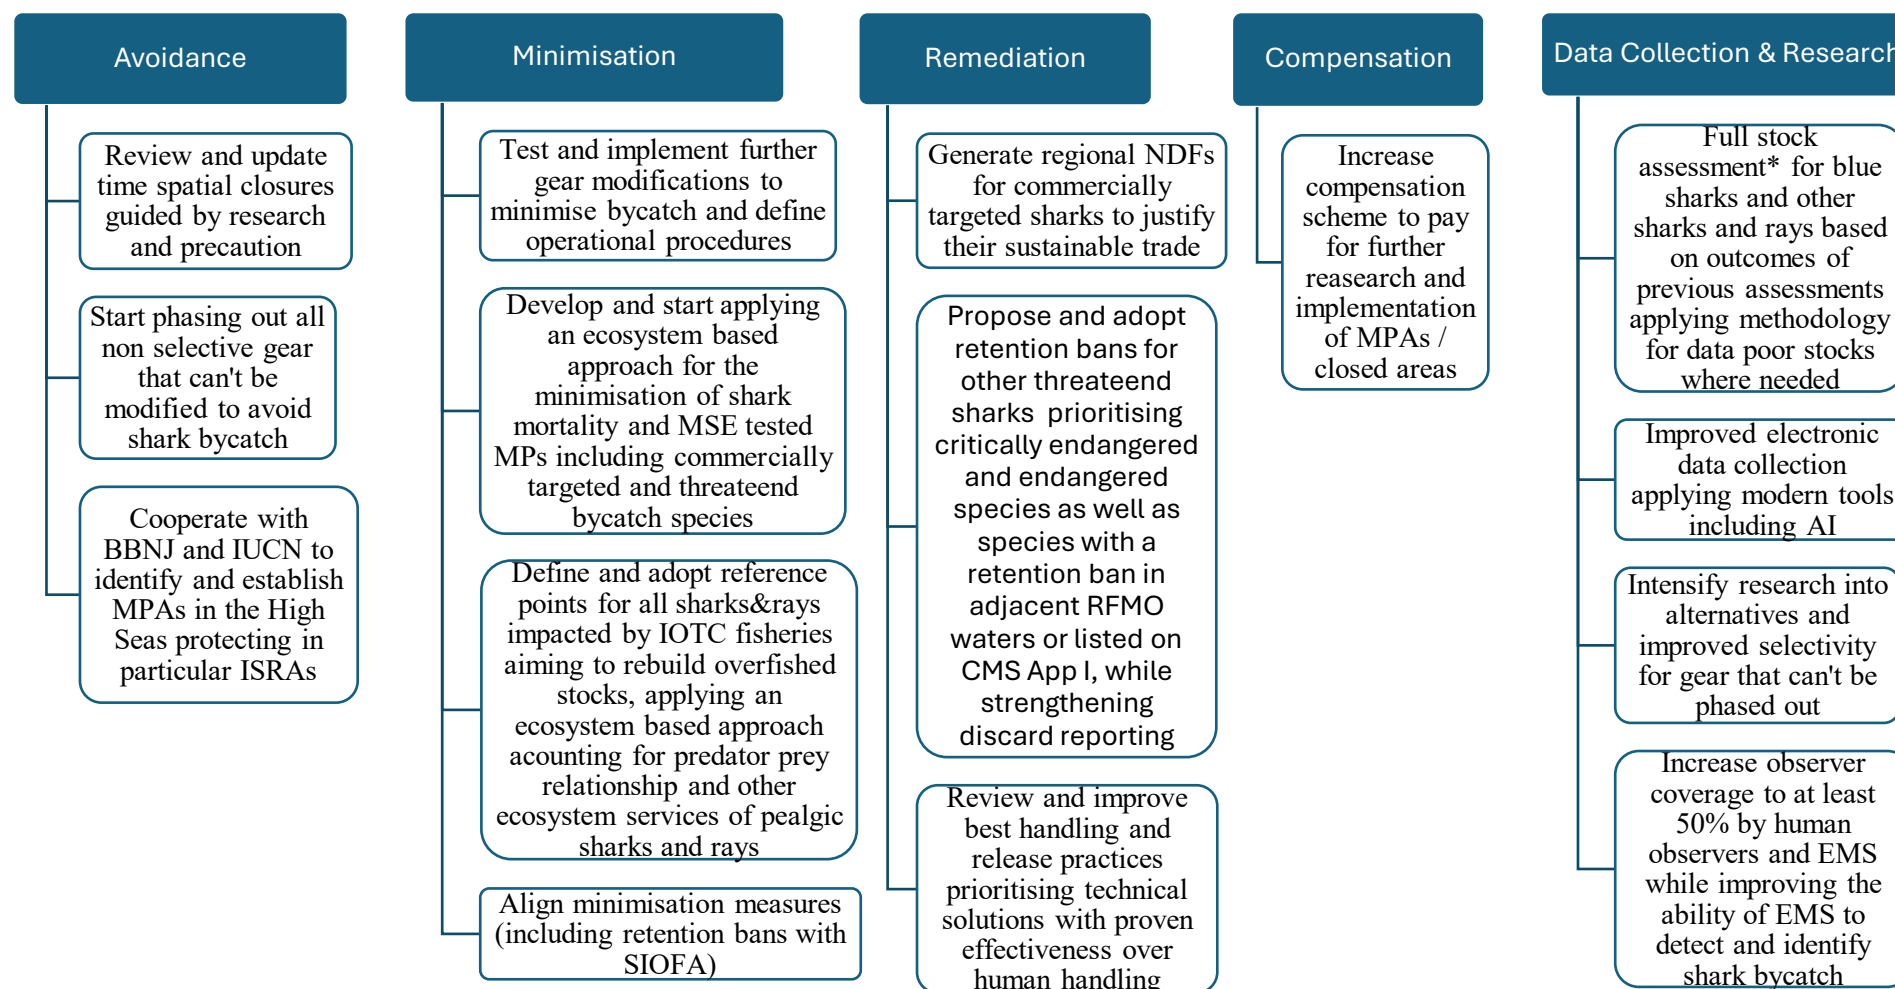 Avoidance
Review and update
time spatial closures
guided by research
and precaution
Start phasing out all
non selective gear
that can't be
modified to avoid
shark bycatch
Cooperate with
BBNJ and IUCN to
identify and establish
MPAs in the High
Seas protecting in
particular ISRAs
Minimisation
Test and implement further
gear modifications to
minimise bycatch and define
operational procedures
Develop and start applying
an ecosystem based
approach for the
minimisation of shark
mortality and MSE tested
MPs including commercially
targeted and threateend
bycatch species
Define and adopt reference
points for all sharks&rays
impacted by IOTC fisheries
aiming to rebuild overfished
stocks, applying an
ecosystem based approach
acounting for predator prey
relationship and other
ecosystem services of pealgic
sharks and rays
Align minimisation measures
(including retention bans with
SIOFA)
Remediation
Generate regional NDFs
for commercially
targeted sharks to justify
their sustainable trade
Propose and adopt
retention bans for
other threateend
sharks prioritising
critically endangered
and endangered
species as well as
species with a
retention ban in
adjacent RFMO
waters or listed on
CMS App I, while
strengthening
discard reporting
Review and improve
best handling and
release practices
prioritising technical
solutions with proven
effectiveness over
human handling
Compensation
Increase
compensation
scheme to pay
for further
reasearch and
implementation
of MPAs /
closed areas
Data Collection & Research
Full stock
assessment* for blue
sharks and other
sharks and rays based
on outcomes of
previous assessments
applying methodology
for data poor stocks
where needed
Improved electronic
data collection
applying modern tools
including AI
Intensify research into
alternatives and
improved selectivity
for gear that can't be
phased out
Increase observer
coverage to at least
50% by human
observers and EMS
while improving the
ability of EMS to
detect and identify
shark bycatch